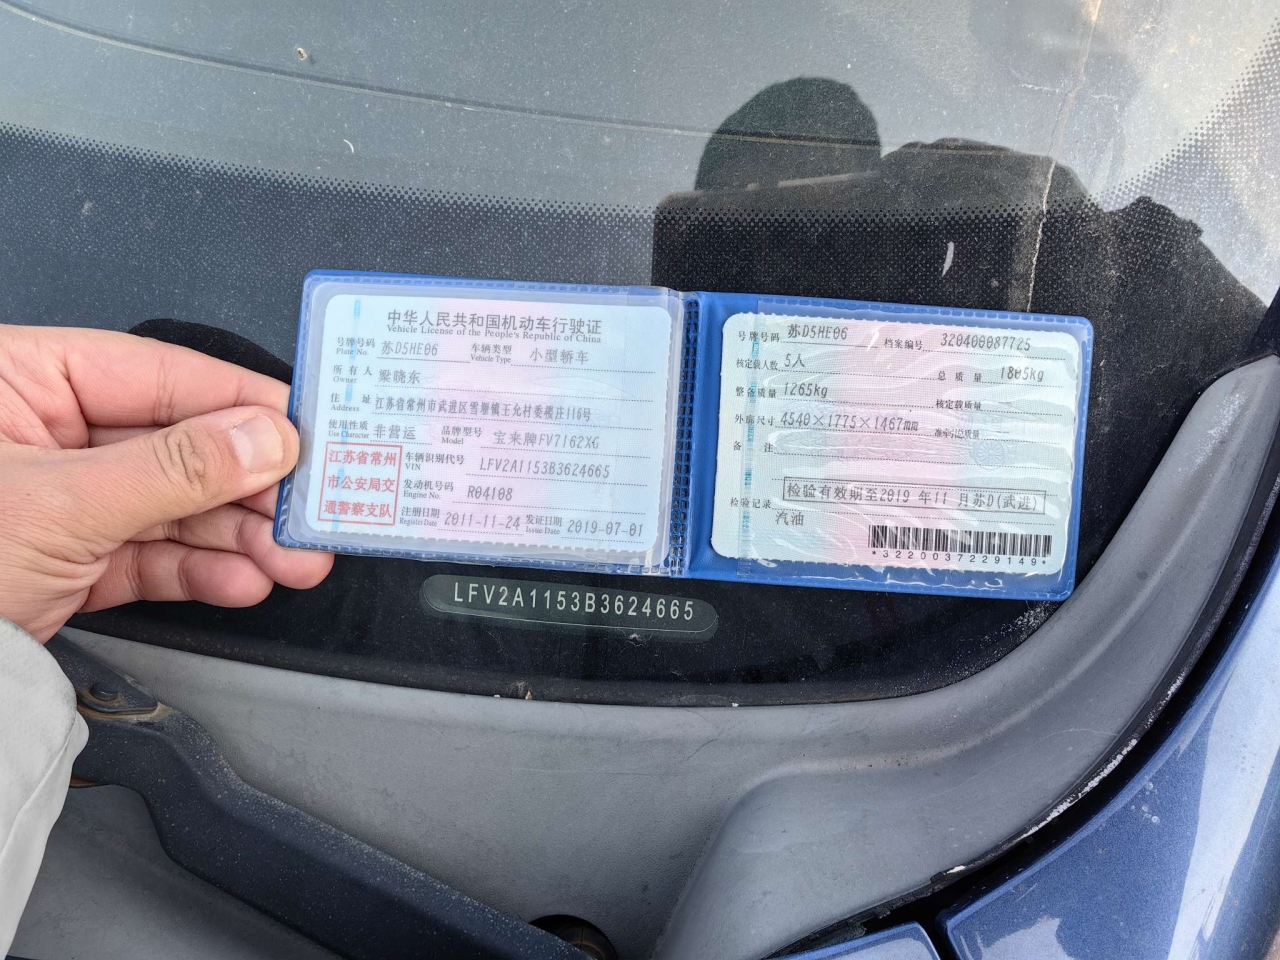 中华人民共和国机动车行驶证
Vehicle License of the People's Republic of China
号牌号码 Plate No. 苏D5HE06 车辆类型 Vehicle Type 小型轿车
所有人 Owner 梁晓东
住址 Address 江苏省常州市武进区雪堰镇王允村委楼庄116号
使用性质 Use Character 非营运 品牌型号 Model 宝来牌FV7162XG
江苏省常州市公安局交通警察支队
车辆识别代号 VIN LFV2A1153B3624665
发动机号码 Engine No. R04108
注册日期 Register Date 2011-11-24 发证日期 Issue Date 2019-07-01
号牌号码 苏D5HE06 档案编号 320400087725
核定载人数 5人 总质量 1805kg
整备质量 1265kg 核定载质量
外廓尺寸 4540×1775×1467mm 准牵引总质量 —
备注
检验记录 检验有效期至2019年11月苏D(武进)
汽油
*3220037229149*
LFV2A1153B3624665